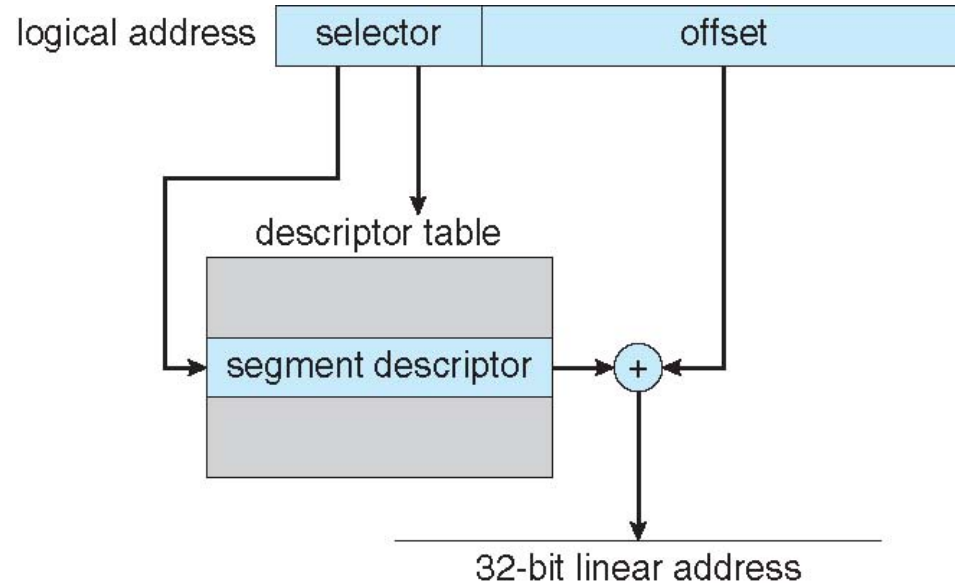 logical address selector offset
descriptor table
segment descriptor +
32-bit linear address